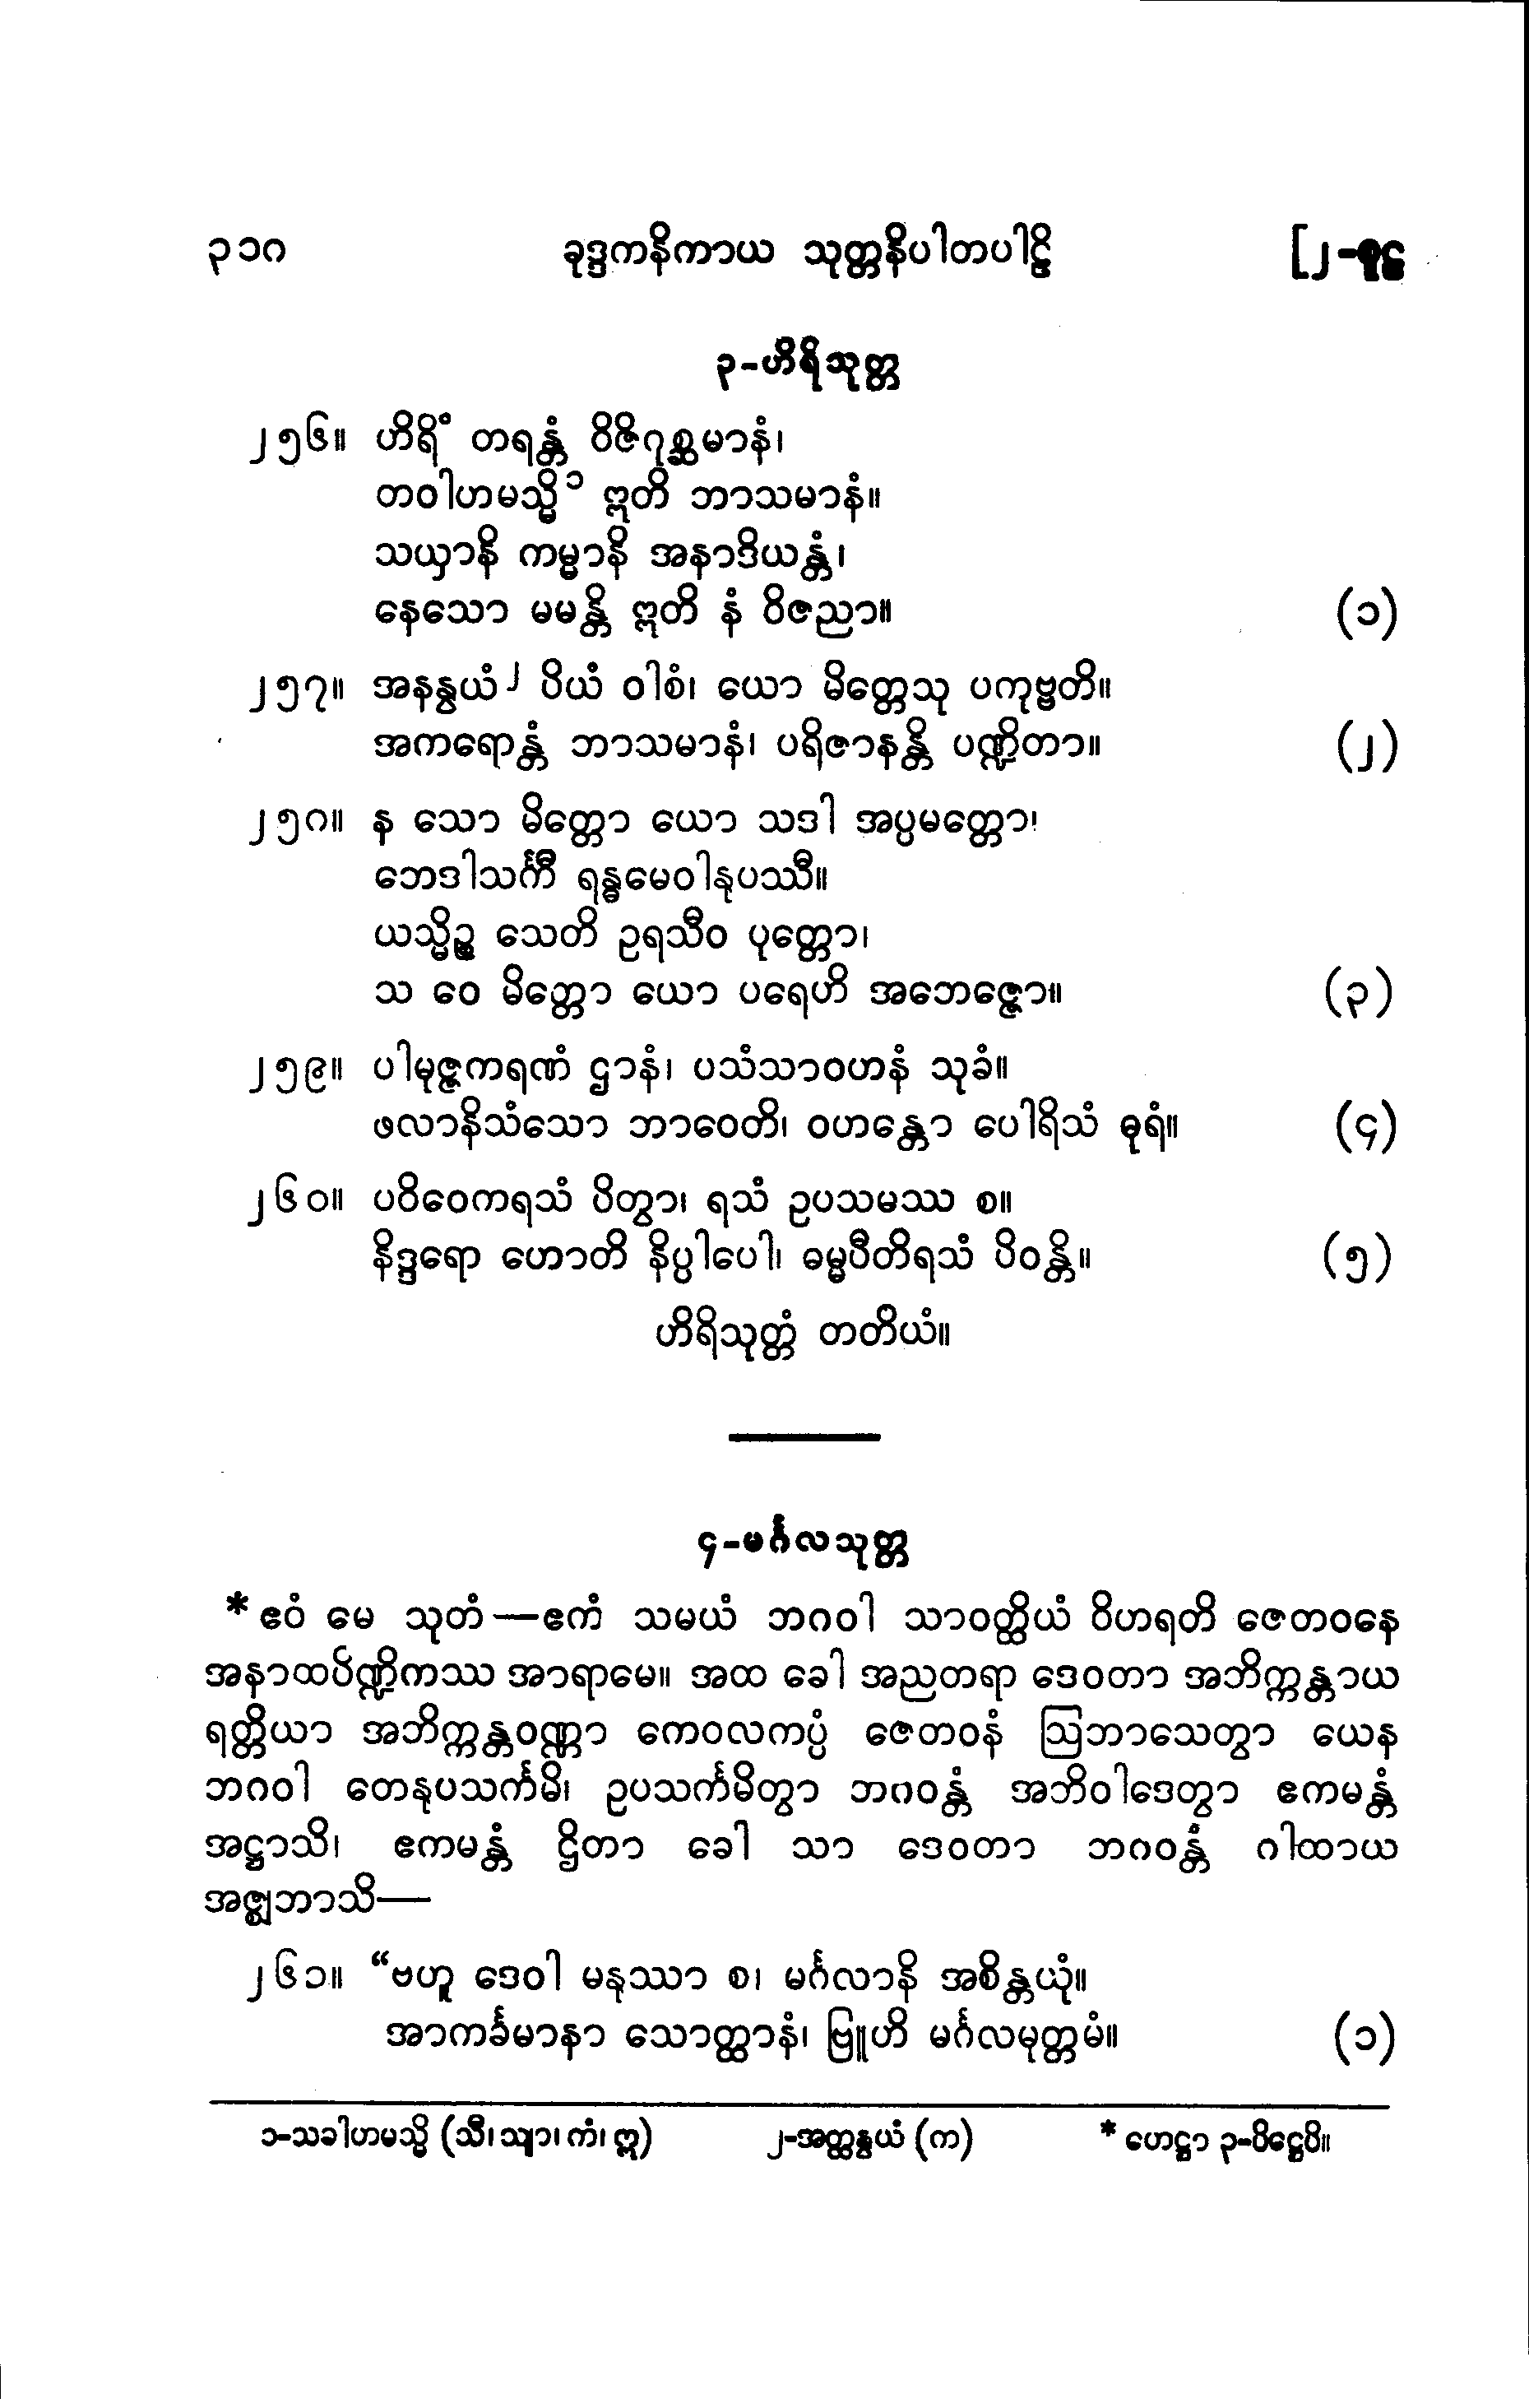 ၃၁၈ ခုဒ္ဒကနိကာယ သုတ္တနိပါတပါဠိ [၂-စူဠ
၃-ဟိရိသုတ္တ
၂၅၆။ ဟိရိံ တရန္တံ ဝိဇိဂုစ္ဆမာနံ၊
တဝါဟမသ္မိ၁ ဣတိ ဘာသမာနံ။
သယှာနိ ကမ္မာနိ အနာဒိယန္တံ၊
နေသော မမန္တိ ဣတိ နံ ဝိဇညာ။ (၁)
၂၅၇။ အနနွယံ၂ ပိယံ ဝါစံ၊ ယော မိတ္တေသု ပကုဗ္ဗတိ။
အကရောန္တံ ဘာသမာနံ၊ ပရိဇာနန္တိ ပဏ္ဍိတာ။ (၂)
၂၅၈။ န သော မိတ္တော ယော သဒါ အပ္ပမတ္တော၊
ဘေဒါသင်္ကီ ရန္ဓမေဝါနုပဿီ။
ယသ္မိဉ္စ သေတိ ဥရသီဝ ပုတ္တော၊
သ ဝေ မိတ္တော ယော ပရေဟိ အဘေဇ္ဇော။ (၃)
၂၅၉။ ပါမုဇ္ဇကရဏံ ဌာနံ၊ ပသံသာဝဟနံ သုခံ။
ဖလာနိသံသော ဘာဝေတိ၊ ဝဟန္တော ပေါရိသံ ဓုရံ။ (၄)
၂၆၀။ ပဝိဝေကရသံ ပိတွာ၊ ရသံ ဥပသမဿ စ။
နိဒ္ဒရော ဟောတိ နိပ္ပါပေါ၊ ဓမ္မပီတိရသံ ပိဝန္တိ။ (၅)
ဟိရိသုတ္တံ တတိယံ။
၄-မင်္ဂလသုတ္တ
* ဧဝံ မေ သုတံ—ဧကံ သမယံ ဘဂဝါ သာဝတ္ထိယံ ဝိဟရတိ ဇေတဝနေ
အနာထပိဏ္ဍိကဿ အာရာမေ။ အထ ခေါ အညတရာ ဒေဝတာ အဘိက္ကန္တာယ
ရတ္တိယာ အဘိက္ကန္တဝဏ္ဏာ ကေဝလကပ္ပံ ဇေတဝနံ ဩဘာသေတွာ ယေန
ဘဂဝါ တေနုပသင်္ကမိ၊ ဥပသင်္ကမိတွာ ဘဂဝန္တံ အဘိဝါဒေတွာ ဧကမန္တံ
အဋ္ဌာသိ၊ ဧကမန္တံ ဌိတာ ခေါ သာ ဒေဝတာ ဘဂဝန္တံ ဂါထာယ
အဇ္ဈဘာသိ—
၂၆၁။ “ဗဟူ ဒေဝါ မနုဿာ စ၊ မင်္ဂလာနိ အစိန္တယုံ။
အာကင်္ခမာနာ သောတ္ထာနံ၊ ဗြူဟိ မင်္ဂလမုတ္တမံ။ (၁)
၁-သခါဟမသ္မိ (သီ၊ သျာ၊ ကံ၊ ဣ) ၂-အတ္ထနွယံ (က) * ဟေဋ္ဌာ ၃-ပိဋ္ဌေပိ။